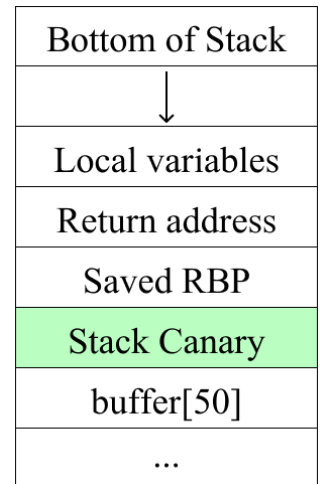 Bottom of Stack
↓
Local variables
Return address
Saved RBP
Stack Canary
buffer[50]
...